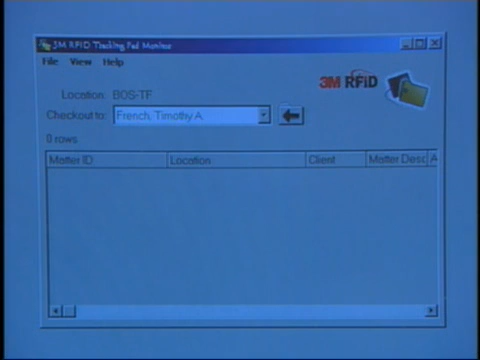 3M RFID Tracking Pad Monitor
File View Help
3M RFID
Location: BOS-TF
Checkout to: French, Timothy A.
0 rows
Matter ID Location Client Matter Desc A